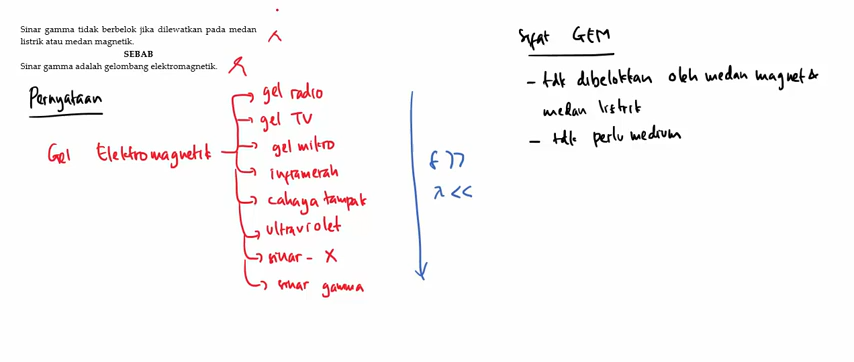 Sinar gamma tidak berbelok jika dilewatkan pada medan
listrik atau medan magnetik.
SEBAB
Sinar gamma adalah gelombang elektromagnetik.
Pernyataan
Gel Elektromagnetik
gel radio
gel TV
gel mikro
inframerah
cahaya tampak
ultraviolet
sinar - X
sinar gamma
f >>
λ <<
Sifat GEM
- tdk dibelokkan oleh medan magnet &
medan listrik
- tdk perlu medium